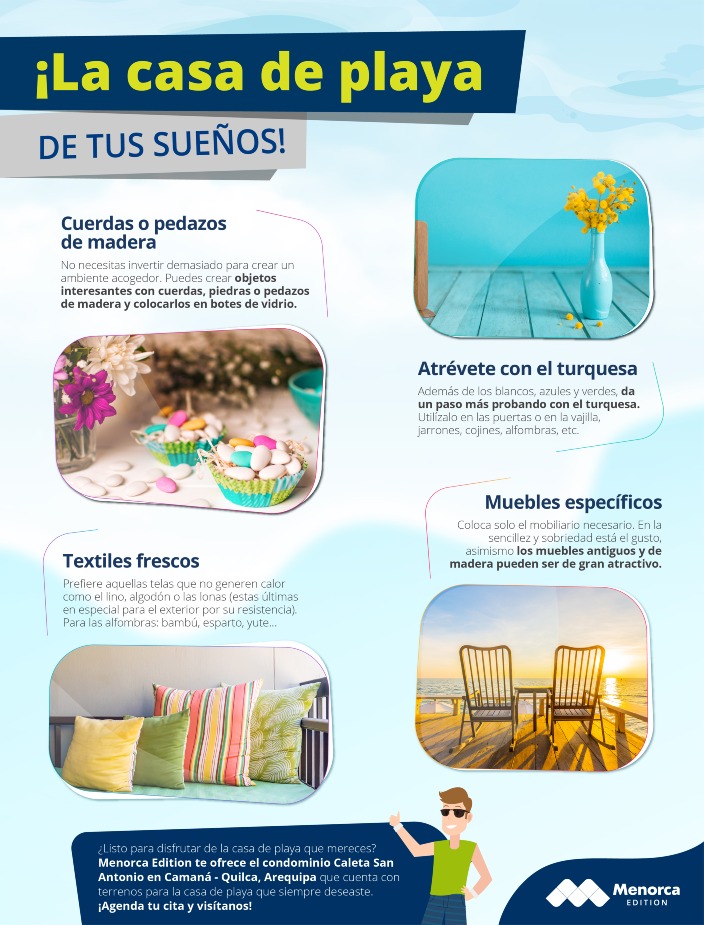 ¡La casa de playa
DE TUS SUEÑOS!
Cuerdas o pedazos
de madera
No necesitas invertir demasiado para crear un
ambiente acogedor. Puedes crear objetos
interesantes con cuerdas, piedras o pedazos
de madera y colocarlos en botes de vidrio.
Atrévete con el turquesa
Además de los blancos, azules y verdes, da
un paso más probando con el turquesa.
Utilízalo en las puertas o en la vajilla,
jarrones, cojines, alfombras, etc.
Muebles específicos
Coloca solo el mobiliario necesario. En la
sencillez y sobriedad está el gusto,
asimismo los muebles antiguos y de
madera pueden ser de gran atractivo.
Textiles frescos
Prefiere aquellas telas que no generen calor
como el lino, algodón o las lonas (estas últimas
en especial para el exterior por su resistencia).
Para las alfombras: bambú, esparto, yute...
¿Listo para disfrutar de la casa de playa que mereces?
Menorca Edition te ofrece el condominio Caleta San
Antonio en Camaná - Quilca, Arequipa que cuenta con
terrenos para la casa de playa que siempre deseaste.
¡Agenda tu cita y visítanos!
Menorca
EDITION